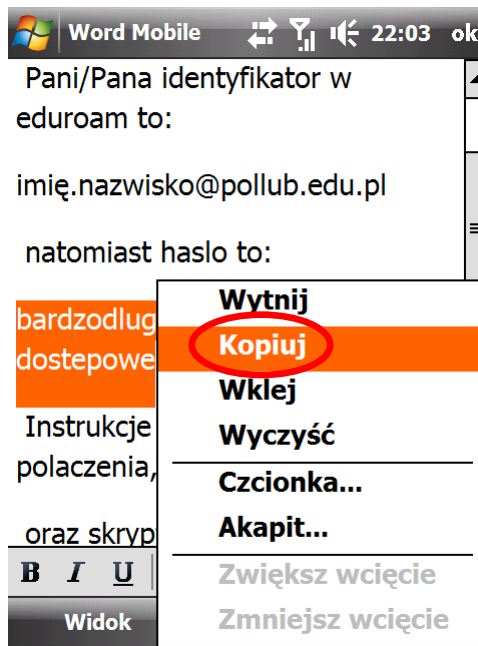 Word Mobile 22:03 ok
Pani/Pana identyfikator w
eduroam to:
imię.nazwisko@pollub.edu.pl
natomiast haslo to:
bardzodlug
dostepowe
Instrukcje
polaczenia,
oraz skryp
Wytnij
Kopiuj
Wklej
Wyczyść
Czcionka...
Akapit...
Zwiększ wcięcie
Zmniejsz wcięcie
B I U
Widok